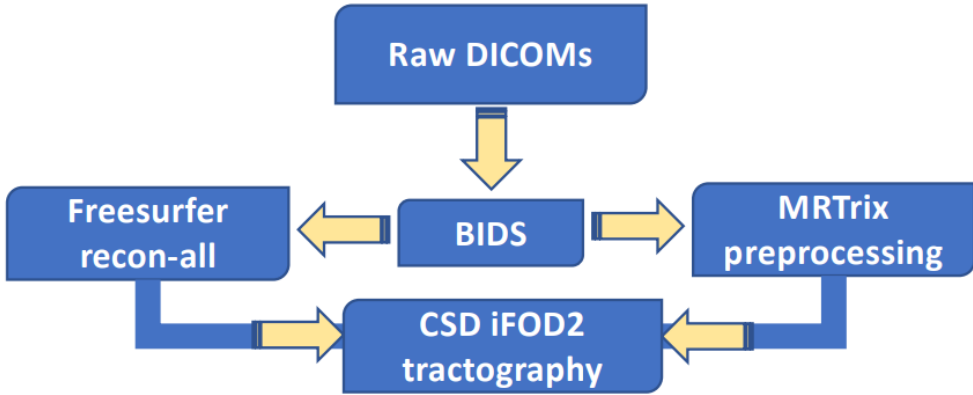 Raw DICOMs
Freesurfer
recon-all
BIDS
MRTrix
preprocessing
CSD iFOD2
tractography